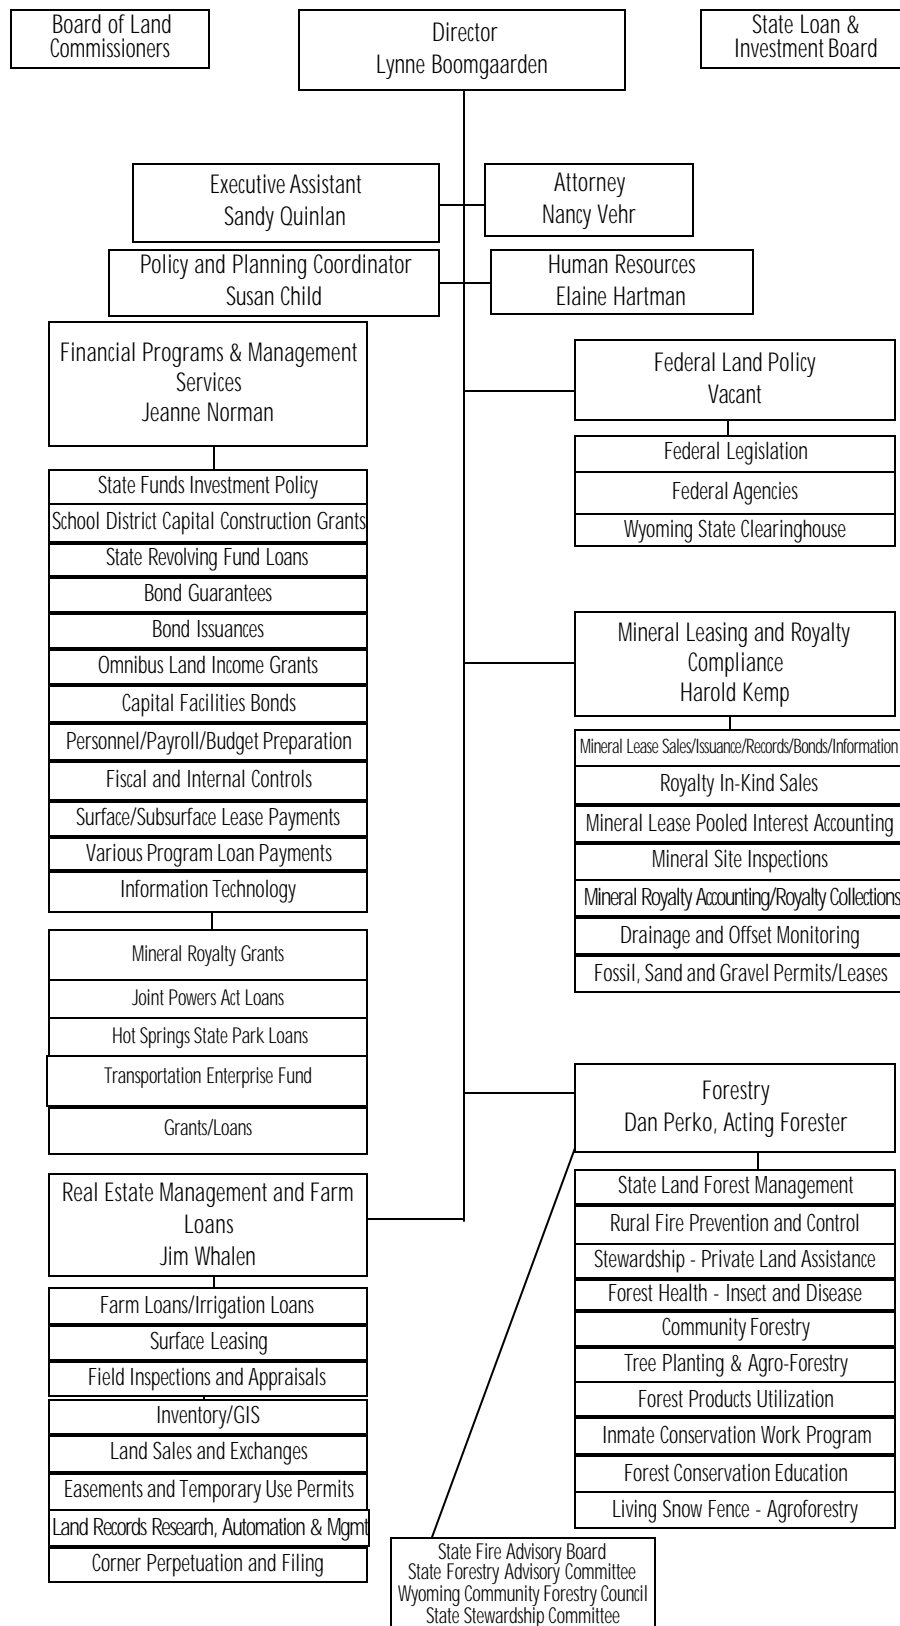 Board of Land
Commissioners
Director
Lynne Boomgaarden
State Loan &
Investment Board
Executive Assistant
Sandy Quinlan
Attorney
Nancy Vehr
Policy and Planning Coordinator
Susan Child
Human Resources
Elaine Hartman
Financial Programs & Management
Services
Jeanne Norman
State Funds Investment Policy
School District Capital Construction Grants
State Revolving Fund Loans
Bond Guarantees
Bond Issuances
Omnibus Land Income Grants
Capital Facilities Bonds
Personnel/Payroll/Budget Preparation
Fiscal and Internal Controls
Surface/Subsurface Lease Payments
Various Program Loan Payments
Information Technology
Mineral Royalty Grants
Joint Powers Act Loans
Hot Springs State Park Loans
Transportation Enterprise Fund
Grants/Loans
Real Estate Management and Farm
Loans
Jim Whalen
Farm Loans/Irrigation Loans
Surface Leasing
Field Inspections and Appraisals
Inventory/GIS
Land Sales and Exchanges
Easements and Temporary Use Permits
Land Records Research, Automation & Mgmt
Corner Perpetuation and Filing
Federal Land Policy
Vacant
Federal Legislation
Federal Agencies
Wyoming State Clearinghouse
Mineral Leasing and Royalty
Compliance
Harold Kemp
Mineral Lease Sales/Issuance/Records/Bonds/Information
Royalty In-Kind Sales
Mineral Lease Pooled Interest Accounting
Mineral Site Inspections
Mineral Royalty Accounting/Royalty Collections
Drainage and Offset Monitoring
Fossil, Sand and Gravel Permits/Leases
Forestry
Dan Perko, Acting Forester
State Land Forest Management
Rural Fire Prevention and Control
Stewardship - Private Land Assistance
Forest Health - Insect and Disease
Community Forestry
Tree Planting & Agro-Forestry
Forest Products Utilization
Inmate Conservation Work Program
Forest Conservation Education
Living Snow Fence - Agroforestry
State Fire Advisory Board
State Forestry Advisory Committee
Wyoming Community Forestry Council
State Stewardship Committee